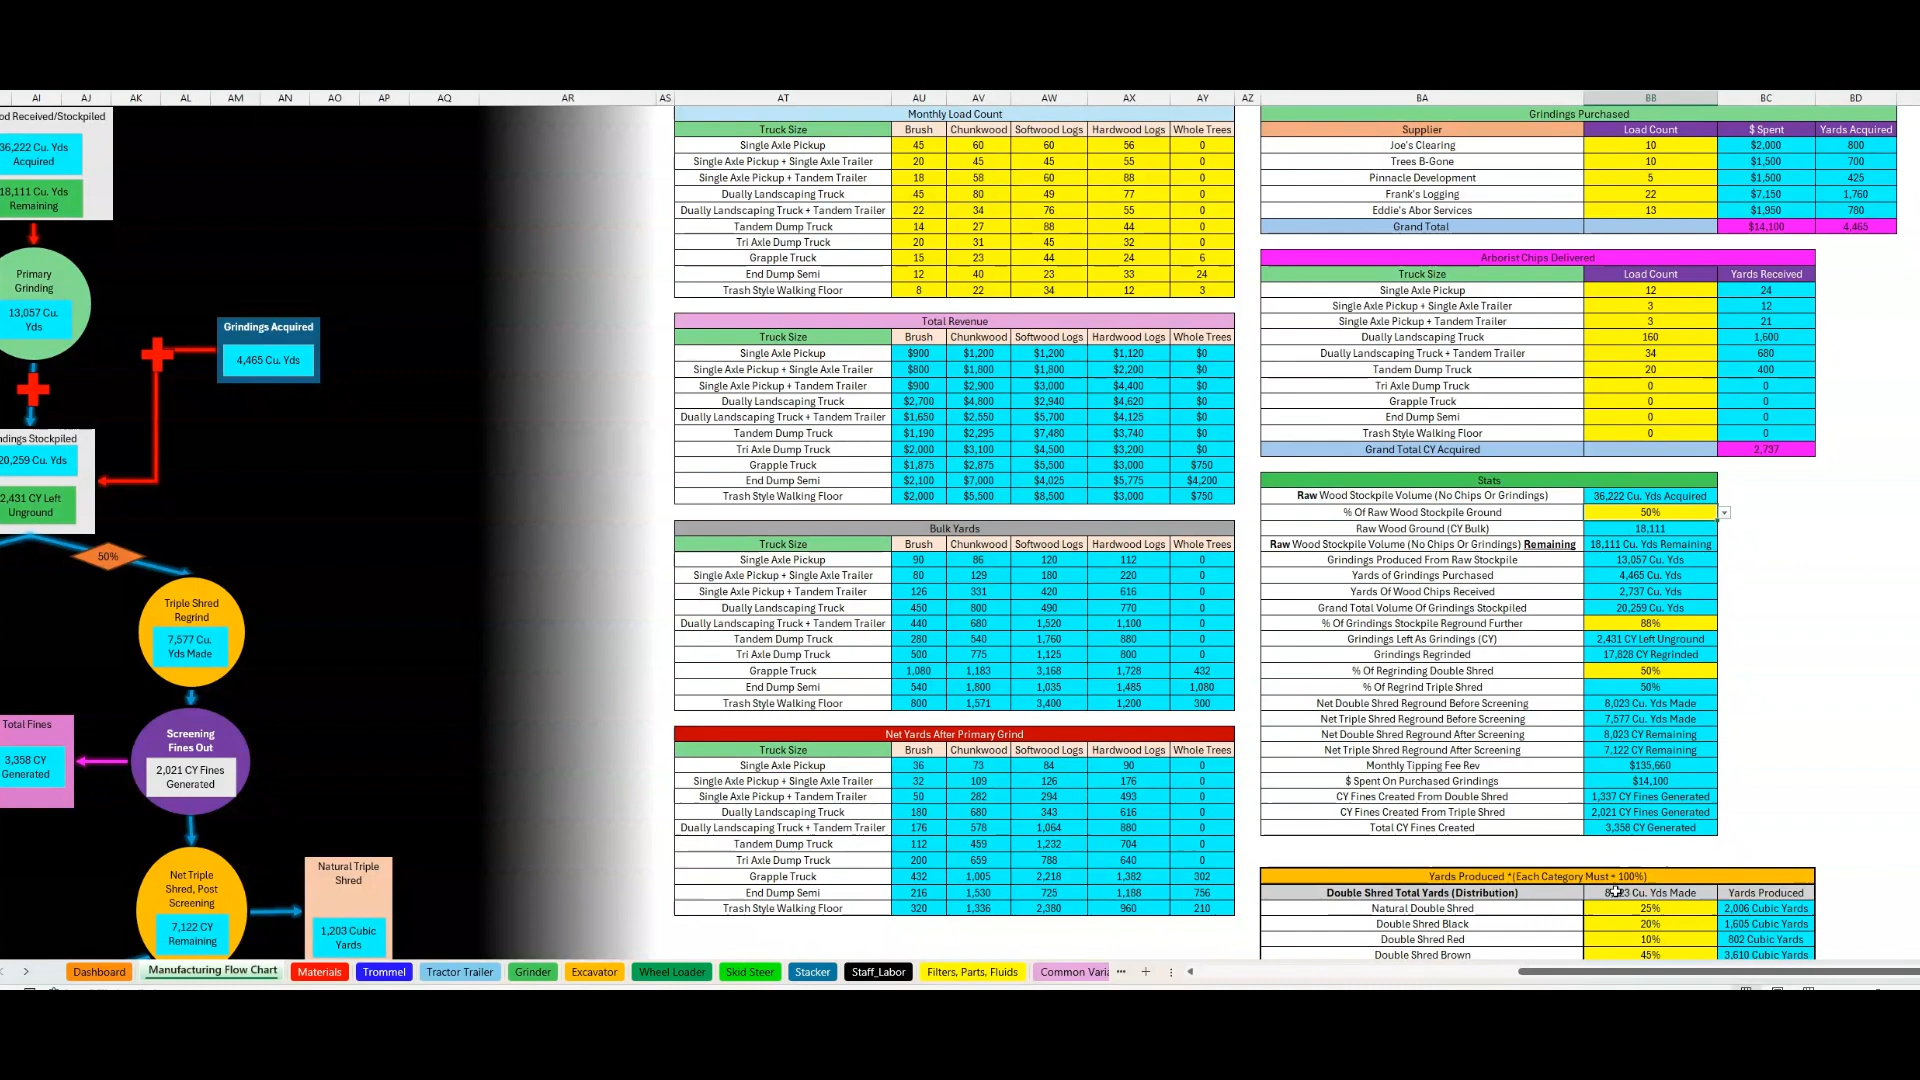 AI AJ AK AL AM AN AO AP AQ AR AS AT AU AV AW AX AY AZ BA BB BC BD
od Received/Stockpiled
36,222 Cu. Yds
Acquired
18,111 Cu. Yds
Remaining
Primary
Grinding
13,057 Cu.
Yds
Grindings Acquired
4,465 Cu. Yds
ndings Stockpiled
20,259 Cu. Yds
2,431 CY Left
Unground
50%
Triple Shred
Regrind
7,577 Cu.
Yds Made
Total Fines
3,358 CY
Generated
Screening
Fines Out
2,021 CY Fines
Generated
Net Triple
Shred, Post
Screening
7,122 CY
Remaining
Natural Triple
Shred
1,203 Cubic
Yards
Monthly Load Count
Truck Size Brush Chunkwood Softwood Logs Hardwood Logs Whole Trees
Single Axle Pickup 45 60 60 56 0
Single Axle Pickup + Single Axle Trailer 20 45 45 55 0
Single Axle Pickup + Tandem Trailer 18 58 60 88 0
Dually Landscaping Truck 45 80 49 77 0
Dually Landscaping Truck + Tandem Trailer 22 34 76 55 0
Tandem Dump Truck 14 27 88 44 0
Tri Axle Dump Truck 20 31 45 32 0
Grapple Truck 15 23 44 24 6
End Dump Semi 12 40 23 33 24
Trash Style Walking Floor 8 22 34 12 3
Total Revenue
Truck Size Brush Chunkwood Softwood Logs Hardwood Logs Whole Trees
Single Axle Pickup $900 $1,200 $1,200 $1,120 $0
Single Axle Pickup + Single Axle Trailer $800 $1,800 $1,800 $2,200 $0
Single Axle Pickup + Tandem Trailer $900 $2,900 $3,000 $4,400 $0
Dually Landscaping Truck $2,700 $4,800 $2,940 $4,620 $0
Dually Landscaping Truck + Tandem Trailer $1,650 $2,550 $5,700 $4,125 $0
Tandem Dump Truck $1,190 $2,295 $7,480 $3,740 $0
Tri Axle Dump Truck $2,000 $3,100 $4,500 $3,200 $0
Grapple Truck $1,875 $2,875 $5,500 $3,000 $750
End Dump Semi $2,100 $7,000 $4,025 $5,775 $4,200
Trash Style Walking Floor $2,000 $5,500 $8,500 $3,000 $750
Bulk Yards
Truck Size Brush Chunkwood Softwood Logs Hardwood Logs Whole Trees
Single Axle Pickup 90 86 120 112 0
Single Axle Pickup + Single Axle Trailer 80 129 180 220 0
Single Axle Pickup + Tandem Trailer 126 331 420 616 0
Dually Landscaping Truck 450 800 490 770 0
Dually Landscaping Truck + Tandem Trailer 440 680 1,520 1,100 0
Tandem Dump Truck 280 540 1,760 880 0
Tri Axle Dump Truck 500 775 1,125 800 0
Grapple Truck 1,080 1,183 3,168 1,728 432
End Dump Semi 540 1,800 1,035 1,485 1,080
Trash Style Walking Floor 800 1,571 3,400 1,200 300
Net Yards After Primary Grind
Truck Size Brush Chunkwood Softwood Logs Hardwood Logs Whole Trees
Single Axle Pickup 36 73 84 90 0
Single Axle Pickup + Single Axle Trailer 32 109 126 176 0
Single Axle Pickup + Tandem Trailer 50 282 294 493 0
Dually Landscaping Truck 180 680 343 616 0
Dually Landscaping Truck + Tandem Trailer 176 578 1,064 880 0
Tandem Dump Truck 112 459 1,232 704 0
Tri Axle Dump Truck 200 659 788 640 0
Grapple Truck 432 1,005 2,218 1,382 302
End Dump Semi 216 1,530 725 1,188 756
Trash Style Walking Floor 320 1,336 2,380 960 210
Grindings Purchased
Supplier Load Count $ Spent Yards Acquired
Joe's Clearing 10 $2,000 800
Trees B-Gone 10 $1,500 700
Pinnacle Development 5 $1,500 425
Frank's Logging 22 $7,150 1,760
Eddie's Abor Services 13 $1,950 780
Grand Total $14,100 4,465
Arborist Chips Delivered
Truck Size Load Count Yards Received
Single Axle Pickup 12 24
Single Axle Pickup + Single Axle Trailer 3 12
Single Axle Pickup + Tandem Trailer 3 21
Dually Landscaping Truck 160 1,600
Dually Landscaping Truck + Tandem Trailer 34 680
Tandem Dump Truck 20 400
Tri Axle Dump Truck 0 0
Grapple Truck 0 0
End Dump Semi 0 0
Trash Style Walking Floor 0 0
Grand Total CY Acquired 2,737
Stats
Raw Wood Stockpile Volume (No Chips Or Grindings) 36,222 Cu. Yds Acquired
% Of Raw Wood Stockpile Ground 50%
Raw Wood Ground (CY Bulk) 18,111
Raw Wood Stockpile Volume (No Chips Or Grindings) Remaining 18,111 Cu. Yds Remaining
Grindings Produced From Raw Stockpile 13,057 Cu. Yds
Yards of Grindings Purchased 4,465 Cu. Yds
Yards Of Wood Chips Received 2,737 Cu. Yds
Grand Total Volume Of Grindings Stockpiled 20,259 Cu. Yds
% Of Grindings Stockpile Reground Further 88%
Grindings Left As Grindings (CY) 2,431 CY Left Unground
Grindings Regrinded 17,828 CY Regrinded
% Of Regrinding Double Shred 50%
% Of Regrind Triple Shred 50%
Net Double Shred Reground Before Screening 8,023 Cu. Yds Made
Net Triple Shred Reground Before Screening 7,577 Cu. Yds Made
Net Double Shred Reground After Screening 8,023 CY Remaining
Net Triple Shred Reground After Screening 7,122 CY Remaining
Monthly Tipping Fee Rev $135,660
$ Spent On Purchased Grindings $14,100
CY Fines Created From Double Shred 1,337 CY Fines Generated
CY Fines Created From Triple Shred 2,021 CY Fines Generated
Total CY Fines Created 3,358 CY Generated
Yards Produced *(Each Category Must = 100%)
Double Shred Total Yards (Distribution) 8,023 Cu. Yds Made Yards Produced
Natural Double Shred 25% 2,006 Cubic Yards
Double Shred Black 20% 1,605 Cubic Yards
Double Shred Red 10% 802 Cubic Yards
Double Shred Brown 45% 3,610 Cubic Yards
Dashboard Manufacturing Flow Chart Materials Trommel Tractor Trailer Grinder Excavator Wheel Loader Skid Steer Stacker Staff_Labor Filters, Parts, Fluids Common Varia